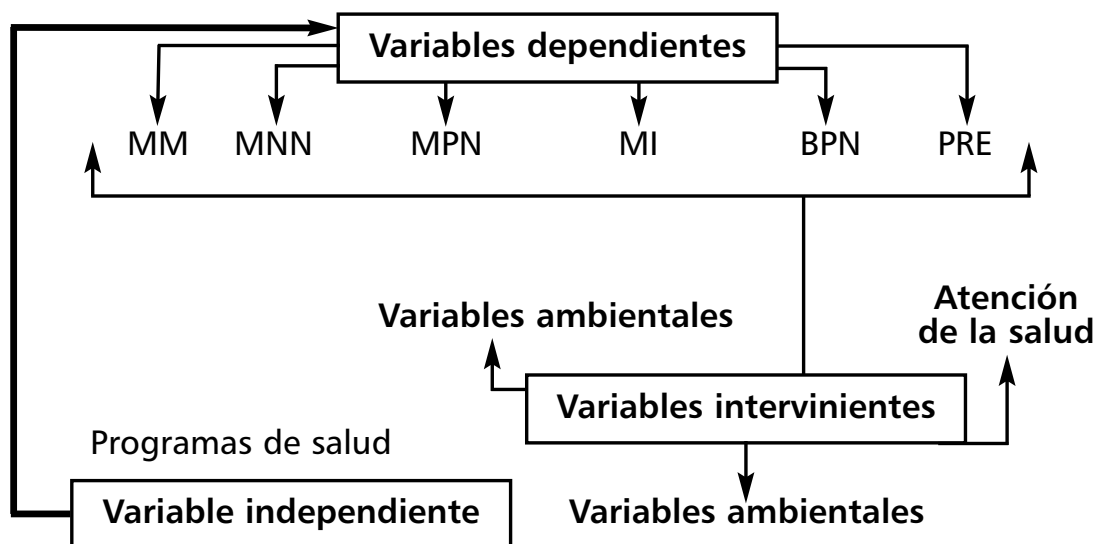 Variables dependientes
MM MNN MPN MI BPN PRE
Variables ambientales
Atención
de la salud
Variables intervinientes
Programas de salud
Variable independiente
Variables ambientales